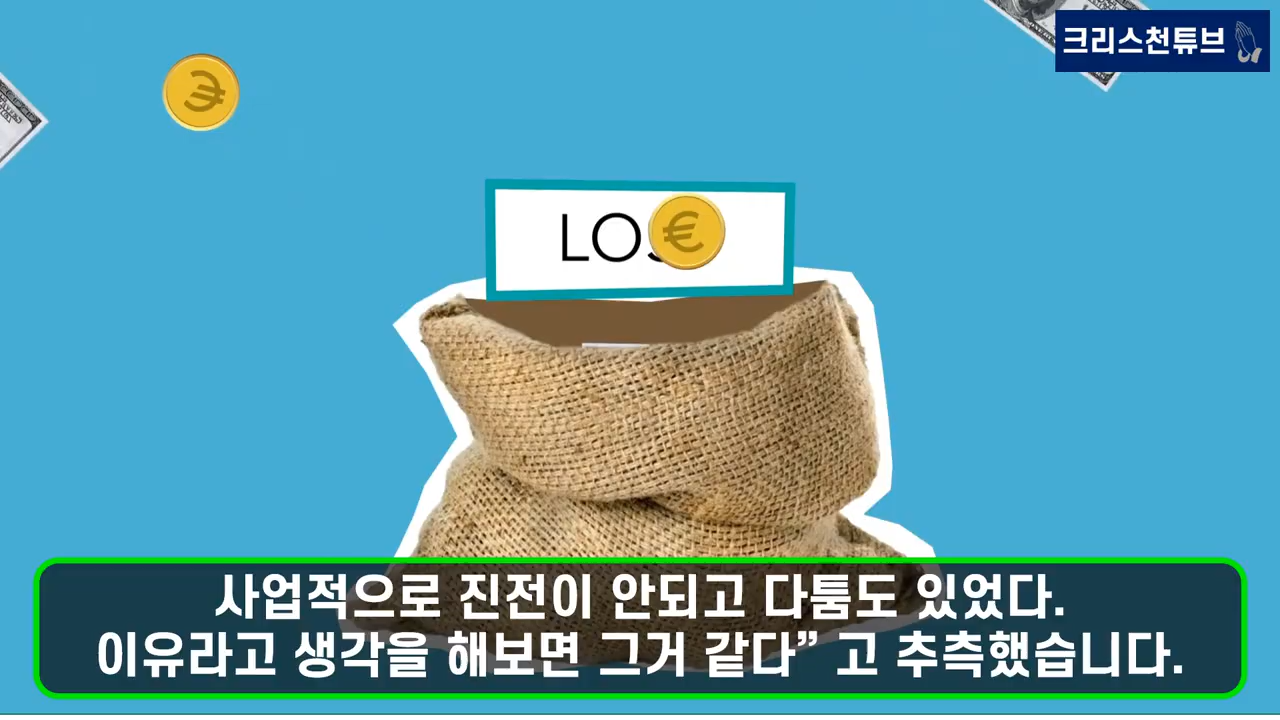 크리스천튜브
사업적으로 진전이 안되고 다툼도 있었다.
이유라고 생각을 해보면 그거 같다” 고 추측했습니다.